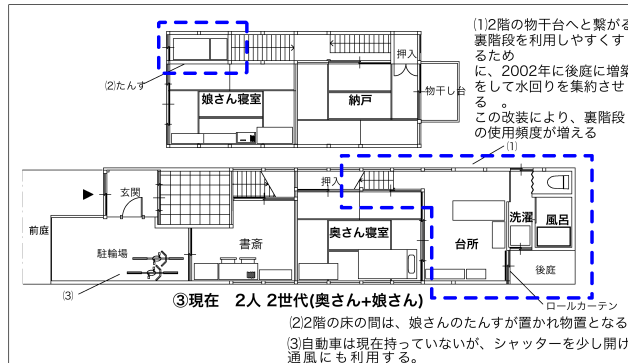 (1)2階の物干台へと繋がる
裏階段を利用しやすくす
るため
に、2002年に後庭に増築
をして水回りを集約させ
る 。
この改装により、裏階段
の使用頻度が増える
(2)たんす
押入
娘さん寝室
納戸
物干し台
(1)
玄関
押入
前庭
駐輪場
書斎
奥さん寝室
台所
洗濯
風呂
後庭
ロールカーテン
(3)
③現在 2人 2世代(奥さん+娘さん)
(2)2階の床の間は、娘さんのたんすが置かれ物置となる
(3)自動車は現在持っていないが、シャッターを少し開け
通風にも利用する。